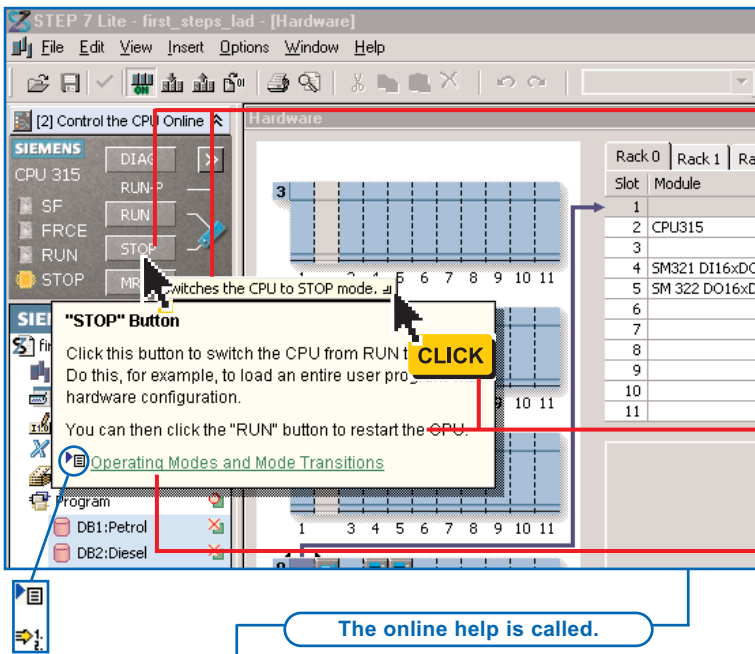 STEP 7 Lite - first_steps_lad - [Hardware]
File Edit View Insert Options Window Help
ON
[2] Control the CPU Online
Hardware
SIEMENS
CPU 315
DIAG
>>
RUN-P
SF
RUN
FRCE
RUN
STOP
STOP
Switches the CPU to STOP mode.
3
1 3 4 5 6 7 8 9 10 11
Rack 0 Rack 1
Slot Module
1
2 CPU315
3
4 SM321 DI16xDC
5 SM 322 DO16xD
6
7
8
9
10
11
"STOP" Button
Click this button to switch the CPU from RUN
CLICK
Do this, for example, to load an entire user
hardware configuration.
You can then click the "RUN" button to restart the CPU.
Operating Modes and Mode Transitions
9 10 11
Program
DB1:Petrol
DB2:Diesel
1 3 4 5 6 7 8 9 10 11
The online help is called.